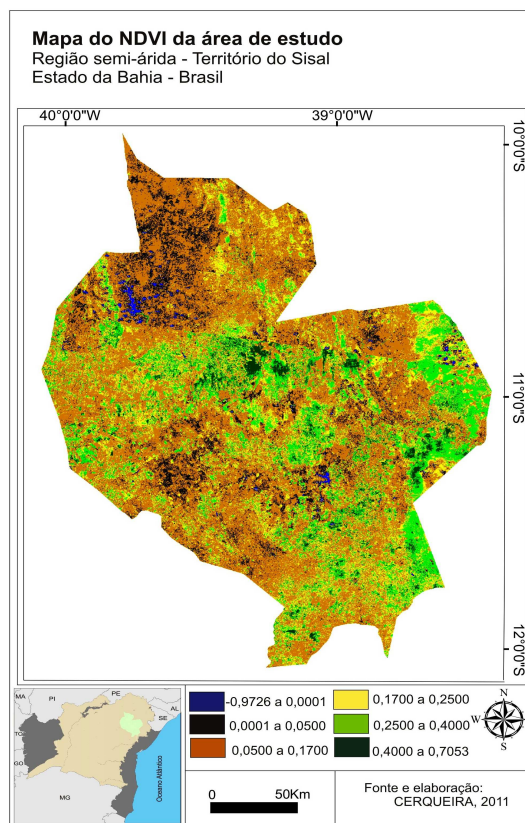 Mapa do NDVI da área de estudo
Região semi-árida - Território do Sisal
Estado da Bahia - Brasil
40°0'0"W
39°0'0"W
10°0'0"S
11°0'0"S
12°0'0"S
MA
PI
PE
AL
SE
TO
GO
MG
Oceano Atlântico
-0,9726 a 0,0001
0,0001 a 0,0500
0,0500 a 0,1700
0,1700 a 0,2500
0,2500 a 0,4000
0,4000 a 0,7053
N
W
E
S
0
50Km
Fonte e elaboração:
CERQUEIRA, 2011